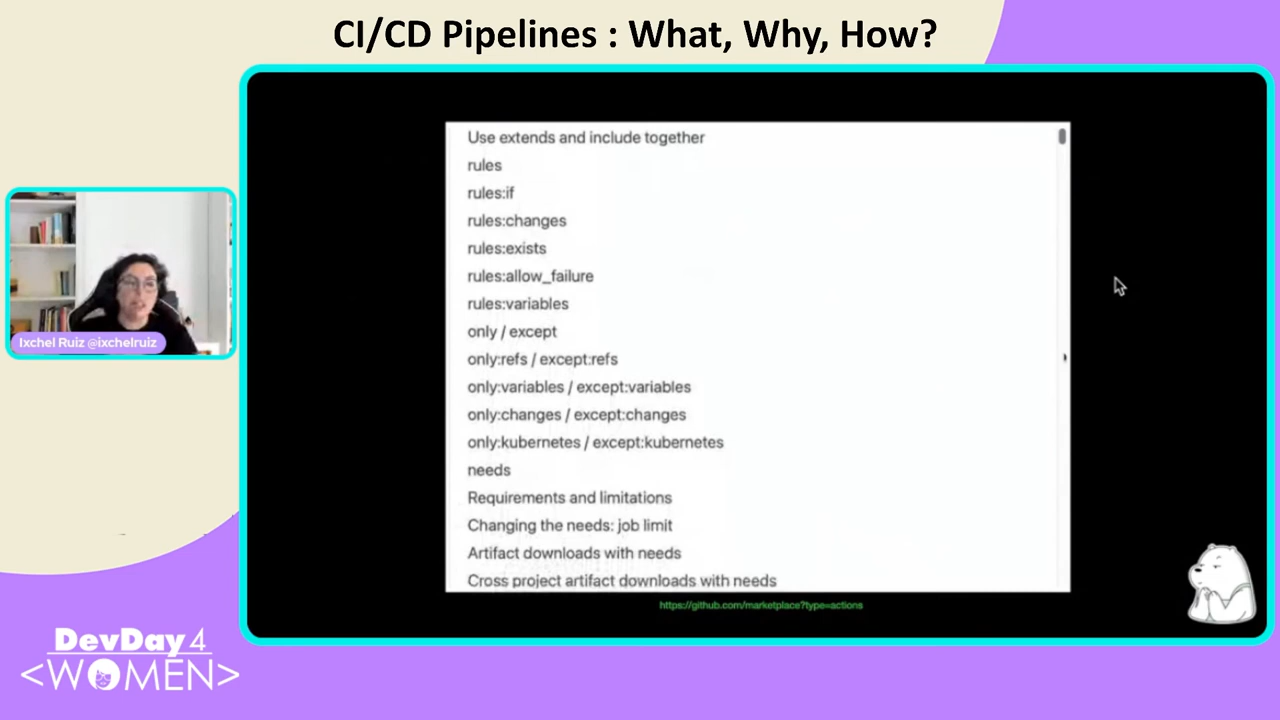 CI/CD Pipelines : What, Why, How?
Use extends and include together
rules
rules:if
rules:changes
rules:exists
rules:allow_failure
rules:variables
only / except
only:refs / except:refs
only:variables / except:variables
only:changes / except:changes
only:kubernetes / except:kubernetes
needs
Requirements and limitations
Changing the needs: job limit
Artifact downloads with needs
Cross project artifact downloads with needs
https://github.com/marketplace?type=actions
Ixchel Ruiz @ixchelruiz
DevDay 4
<WOMEN>